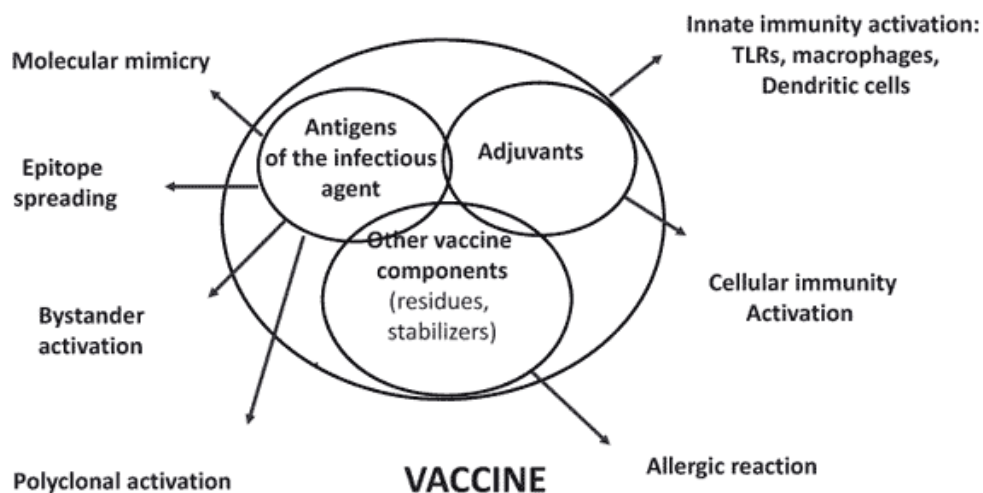 Innate immunity activation:
TLRs, macrophages,
Dendritic cells
Molecular mimicry
Antigens
of the infectious
agent
Adjuvants
Epitope
spreading
Other vaccine
components
(residues,
stabilizers)
Cellular immunity
Activation
Bystander
activation
Polyclonal activation
VACCINE
Allergic reaction